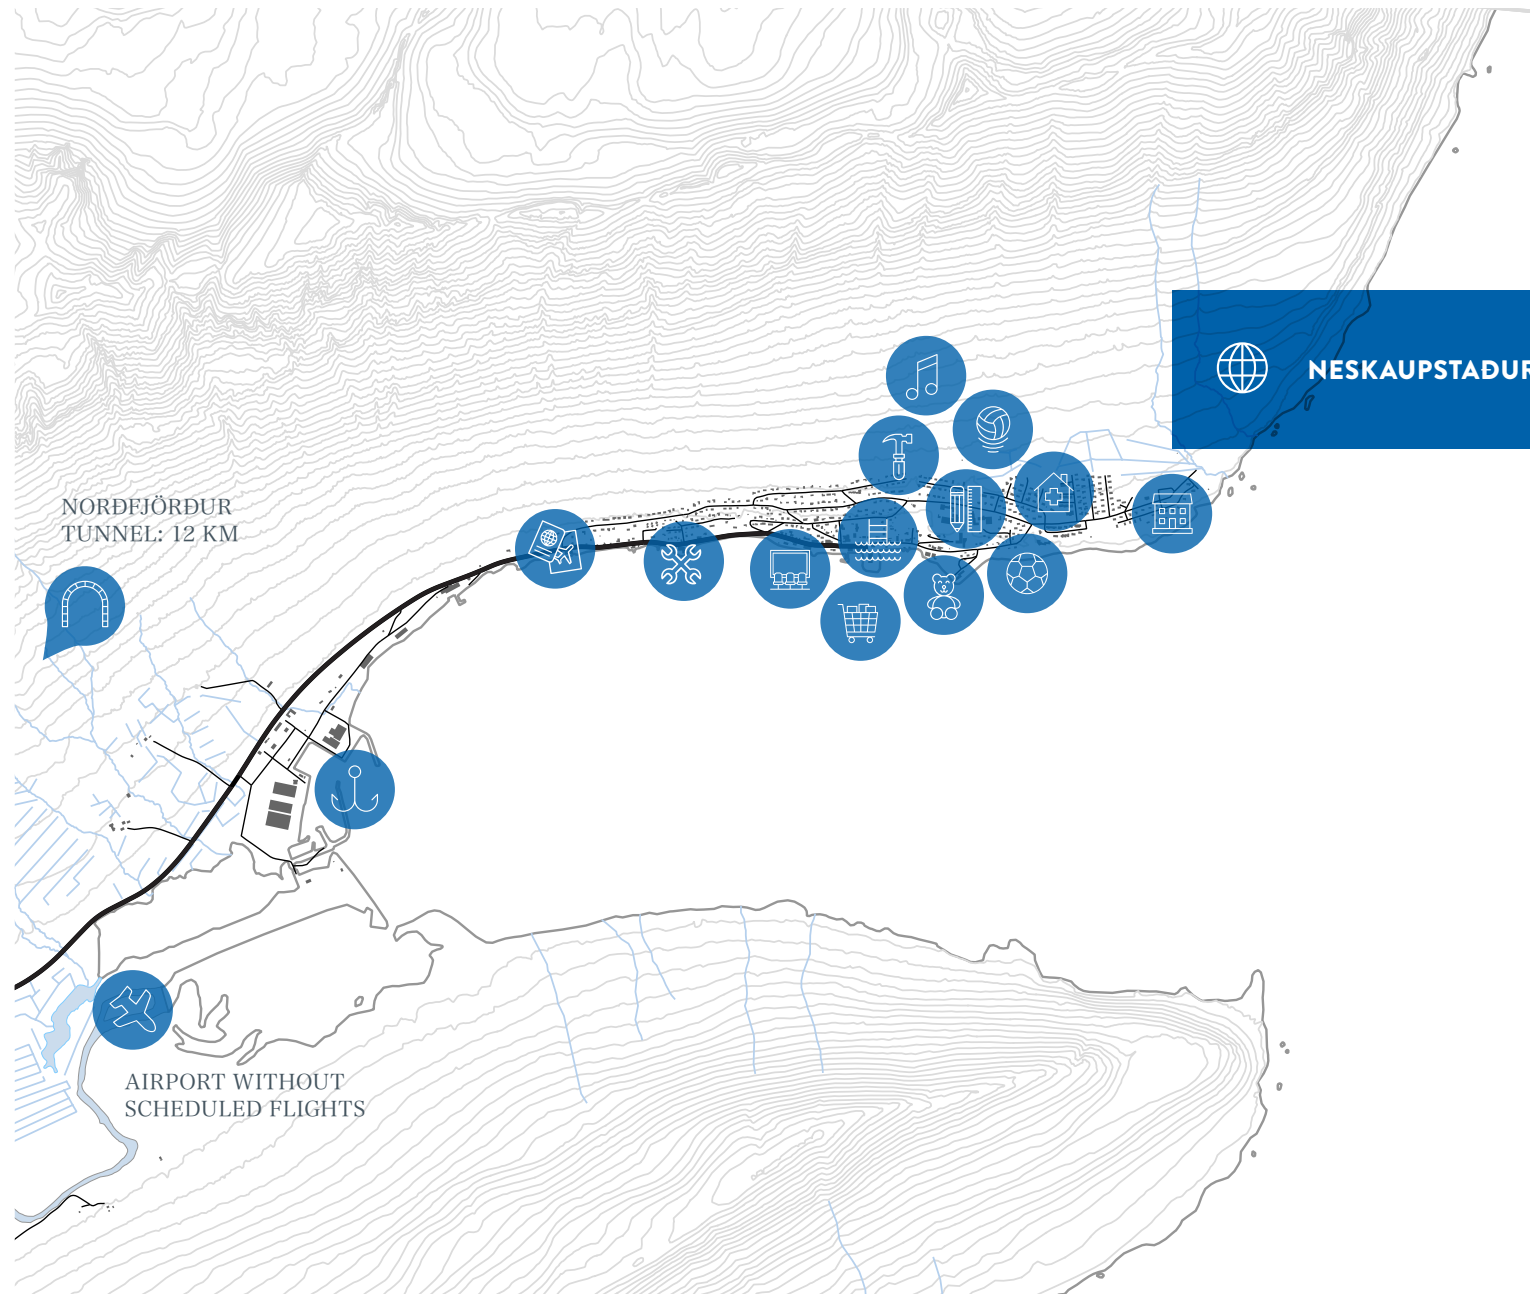 NESKAUPSTAÐUR
NORÐFJÖRÐUR
TUNNEL: 12 KM
AIRPORT WITHOUT
SCHEDULED FLIGHTS